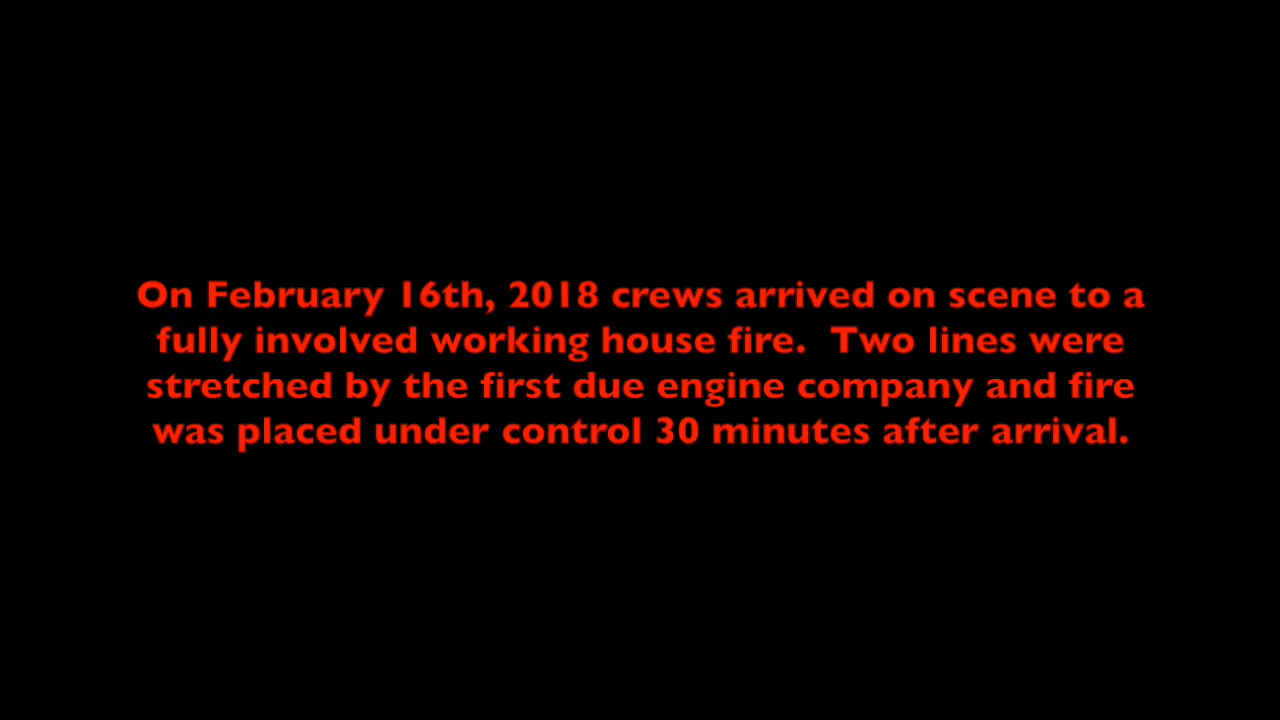 On February 16th, 2018 crews arrived on scene to a
fully involved working house fire.  Two lines were
stretched by the first due engine company and fire
was placed under control 30 minutes after arrival.